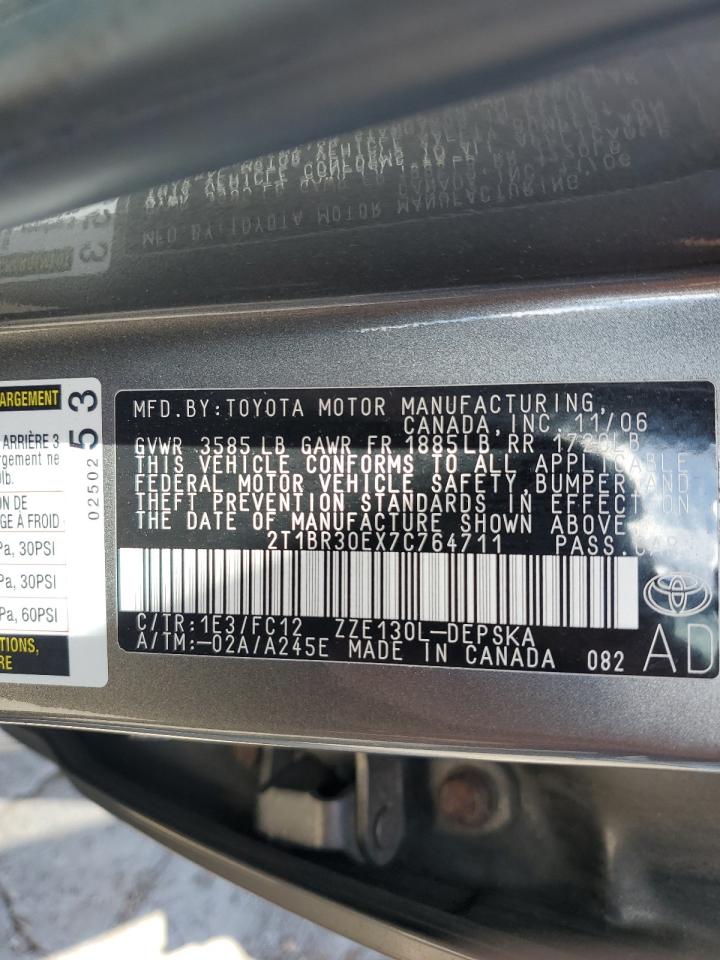 ARGEMENT
ARRIÈRE 3
argement ne
lb.
ON DE
GE À FROID
Pa, 30PSI
Pa, 30PSI
Pa, 60PSI
TIONS,
RE
02502 53
MFD.BY:TOYOTA MOTOR MANUFACTURING,
CANADA, INC. 11/06
GVWR 3585 LB GAWR FR 1885LB RR 1720LB
THIS VEHICLE CONFORMS TO ALL APPLICABLE
FEDERAL MOTOR VEHICLE SAFETY, BUMPER, AND
THEFT PREVENTION STANDARDS IN EFFECT ON
THE DATE OF MANUFACTURE SHOWN ABOVE.
2T1BR30EX7C764711 PASS.CAR
C/TR:1E3/FC12 ZZE130L-DEPSKA
A/TM:-02A/A245E MADE IN CANADA 082 AD